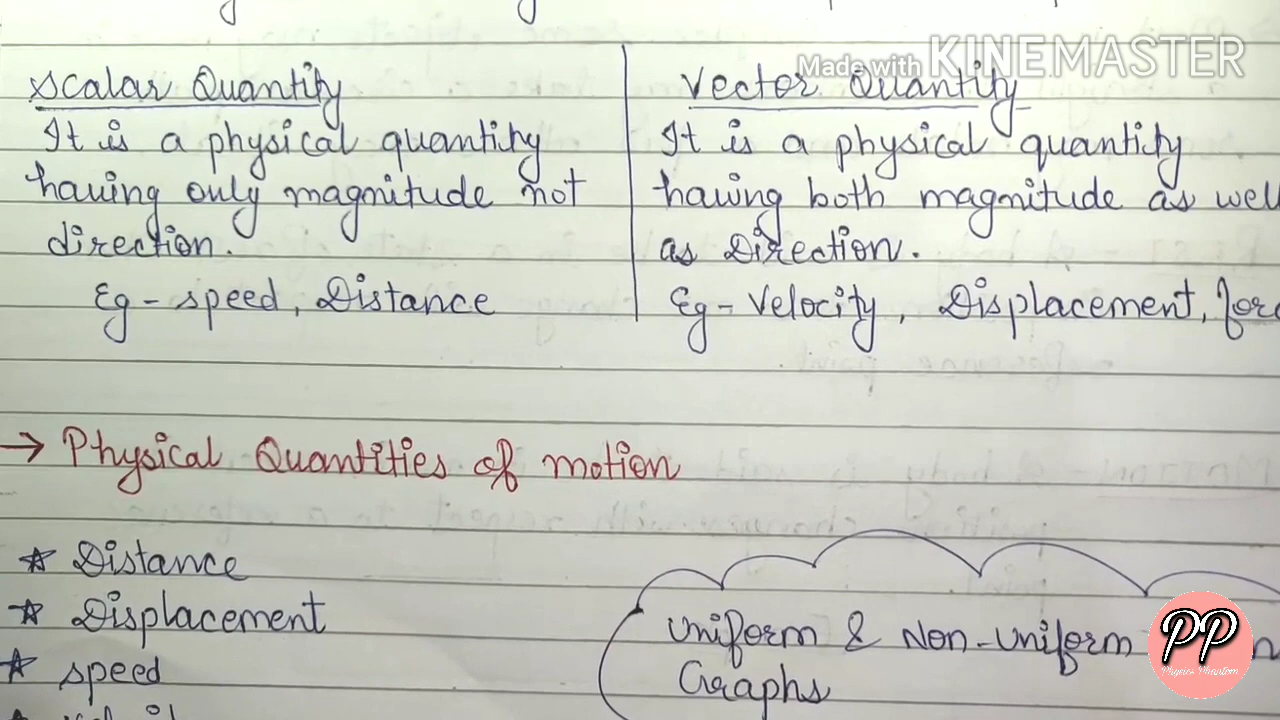 Made with KINEMASTER
Scalar Quantity
It is a physical quantity
having only magnitude not
direction.
Eg - speed, Distance
Vector Quantity
It is a physical quantity
having both magnitude as well
as Direction.
Eg - Velocity, Displacement,
→ Physical Quantities of motion
☆ Distance
☆ Displacement
☆ speed
Uniform & Non-Uniform
Graphs
PP
Physics Phantom